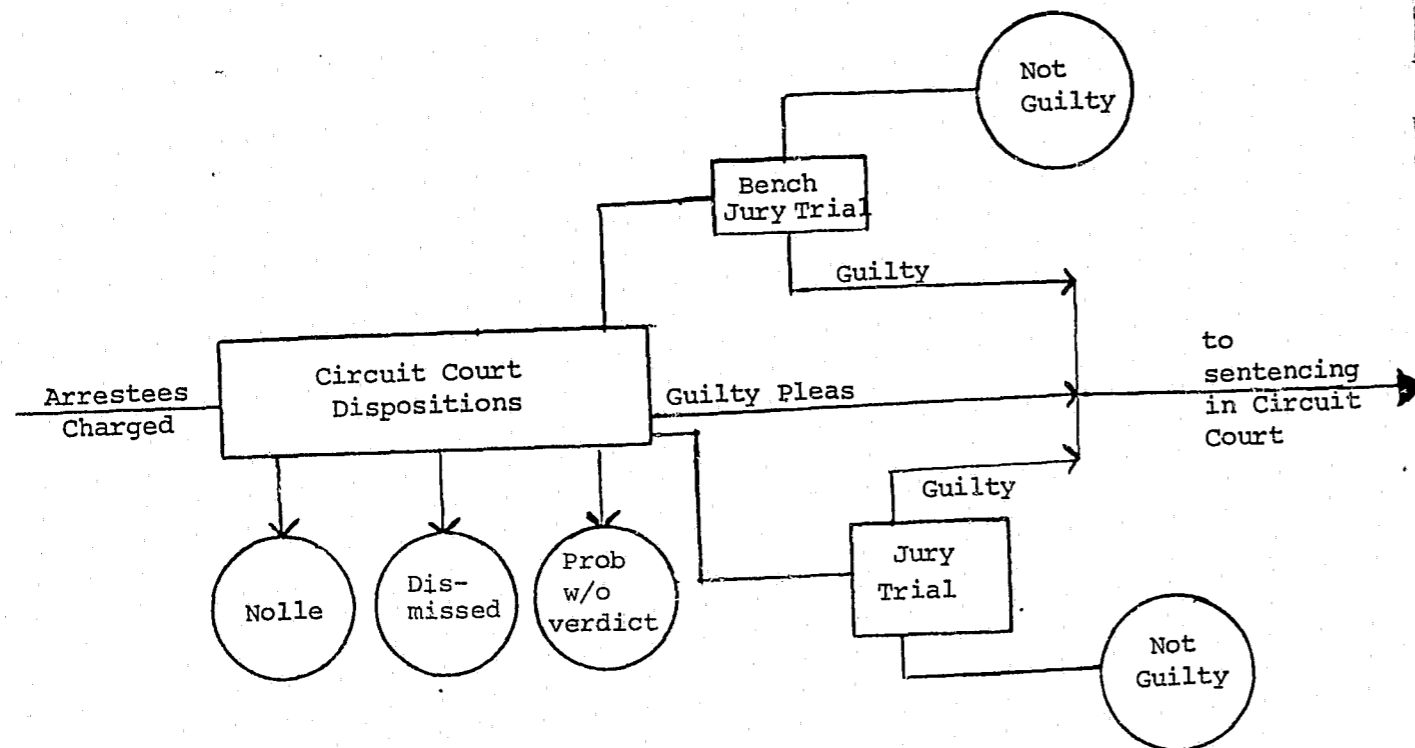 Not
Guilty
Bench
Jury Trial
Guilty
Arrestees
Charged
Circuit Court
Dispositions
Guilty Pleas
to
sentencing
in Circuit
Court
Guilty
Nolle
Dis-
missed
Prob
w/o
verdict
Jury
Trial
Not
Guilty